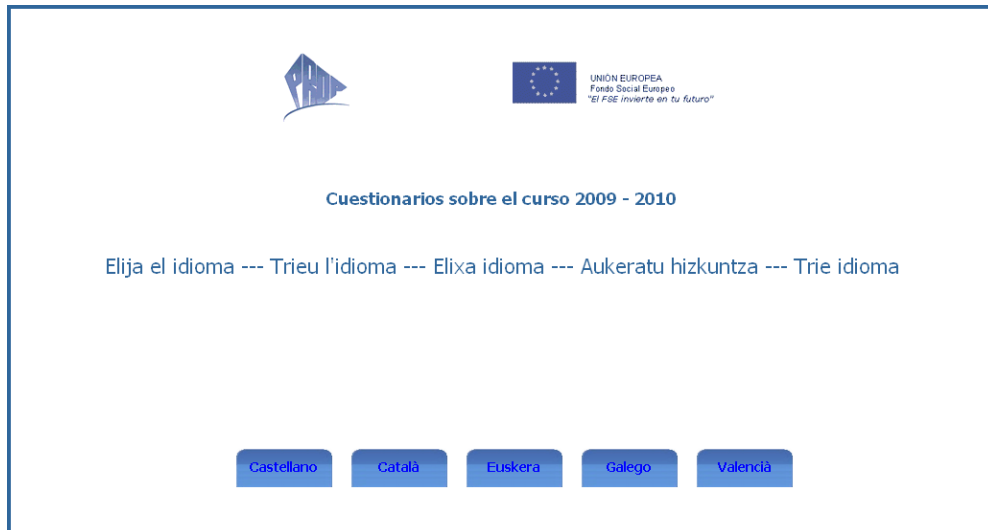 PROP
UNIÓN EUROPEA
Fondo Social Europeo
"El FSE invierte en tu futuro"
Cuestionarios sobre el curso 2009 - 2010
Elija el idioma --- Trieu l'idioma --- Elixa idioma --- Aukeratu hizkuntza --- Trie idioma
Castellano Català Euskera Galego Valencià